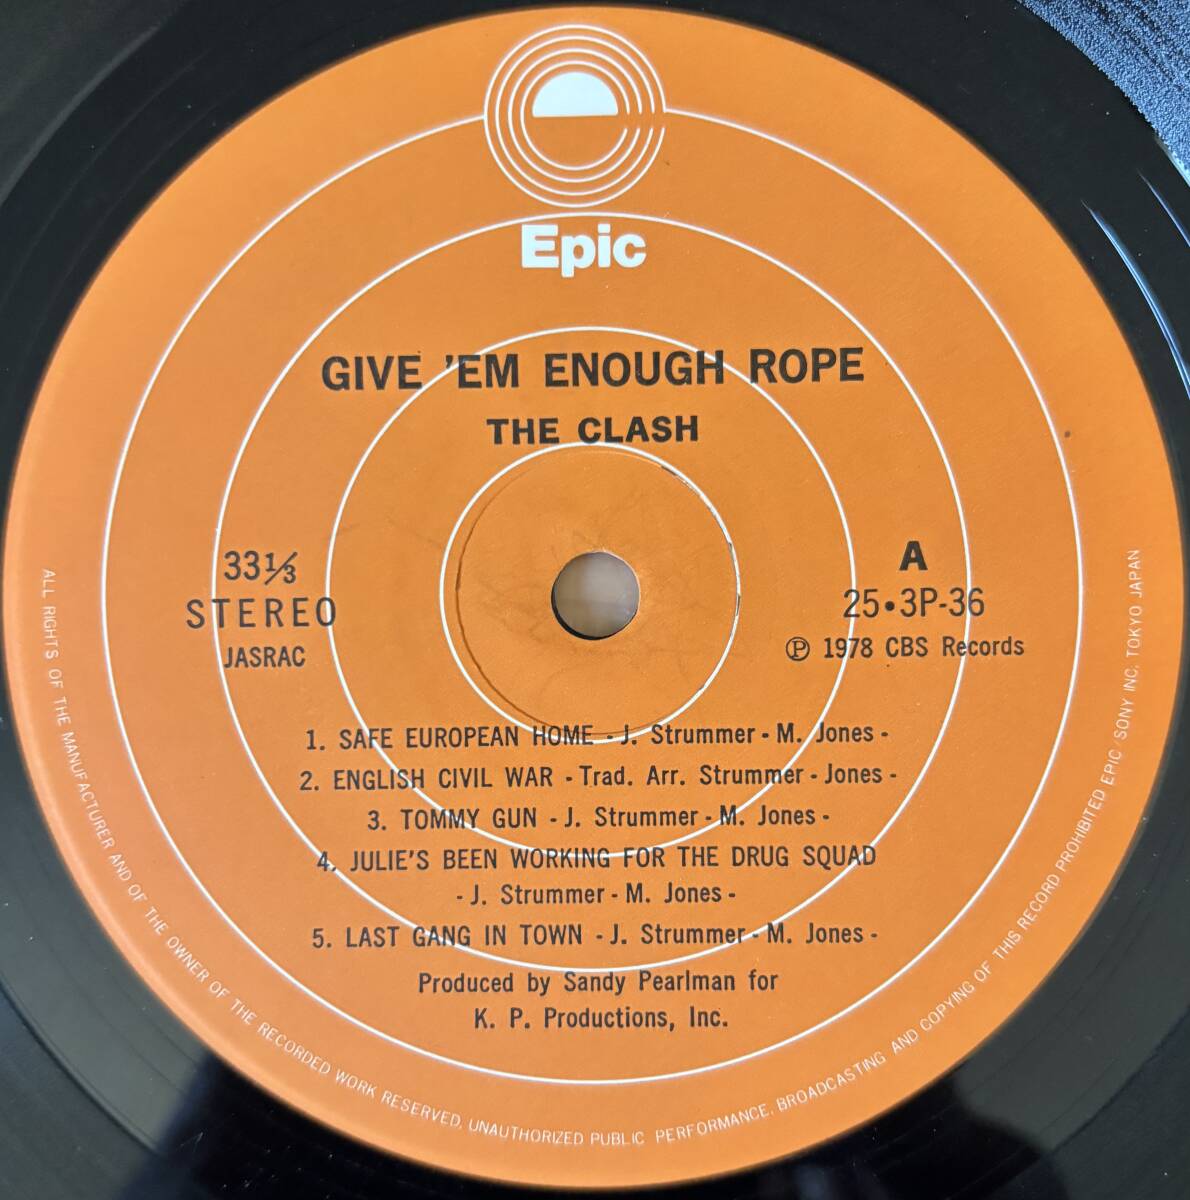 Epic
GIVE 'EM ENOUGH ROPE
THE CLASH
33⅓
STEREO
JASRAC
A
25•3P-36
Ⓟ 1978 CBS Records
1. SAFE EUROPEAN HOME - J. Strummer - M. Jones -
2. ENGLISH CIVIL WAR - Trad. Arr. Strummer - Jones -
3. TOMMY GUN - J. Strummer - M. Jones -
4. JULIE'S BEEN WORKING FOR THE DRUG SQUAD
- J. Strummer - M. Jones -
5. LAST GANG IN TOWN - J. Strummer - M. Jones -
Produced by Sandy Pearlman for
K. P. Productions, Inc.
ALL RIGHTS OF THE MANUFACTURER AND OF THE OWNER OF THE RECORDED WORK RESERVED. UNAUTHORIZED PUBLIC PERFORMANCE. BROADCASTING AND COPYING OF THIS RECORD PROHIBITED EPIC SONY INC. TOKYO JAPAN